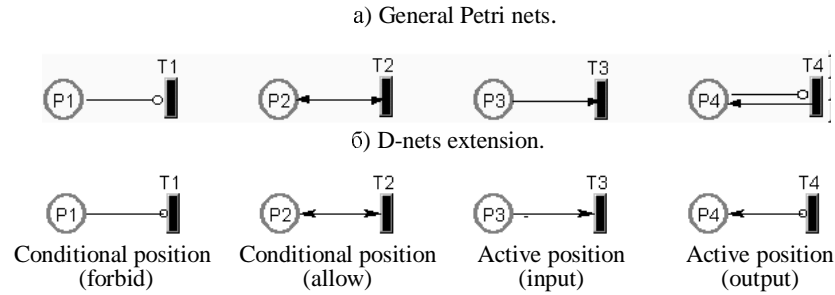 а) General Petri nets.
T1 T2 T3 T4
P1 P2 P3 P4
б) D-nets extension.
T1 T2 T3 T4
P1 P2 P3 P4
Conditional position Conditional position Active position Active position
(forbid) (allow) (input) (output)